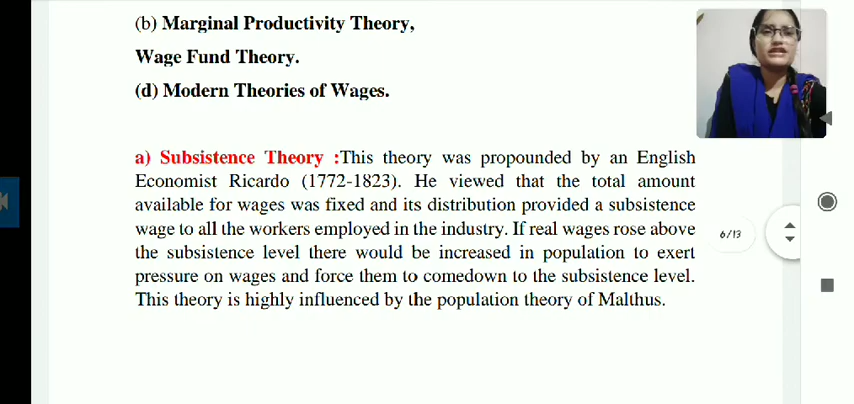 (b) Marginal Productivity Theory,
Wage Fund Theory.
(d) Modern Theories of Wages.
a) Subsistence Theory :This theory was propounded by an English
Economist Ricardo (1772-1823). He viewed that the total amount
available for wages was fixed and its distribution provided a subsistence
wage to all the workers employed in the industry. If real wages rose above
the subsistence level there would be increased in population to exert
pressure on wages and force them to comedown to the subsistence level.
This theory is highly influenced by the population theory of Malthus.
6/13